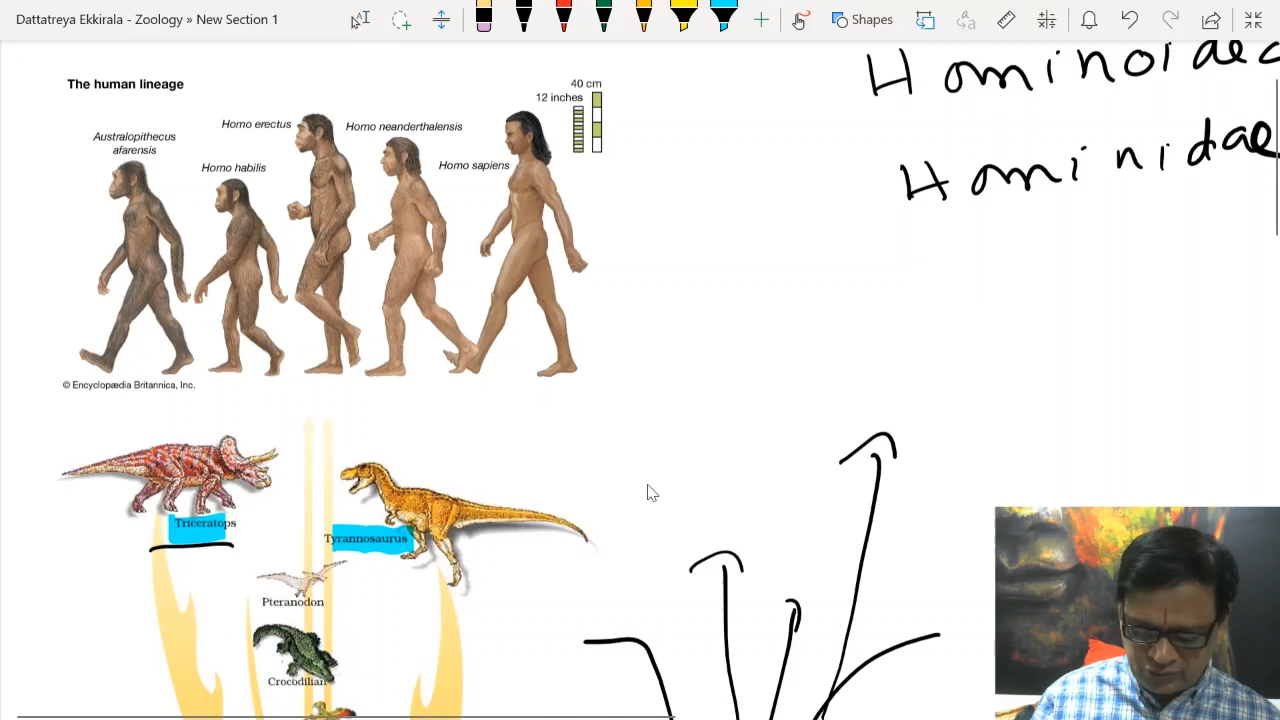 Dattatreya Ekkirala - Zoology » New Section 1
Shapes
The human lineage
40 cm
12 inches
Homo erectus
Homo neanderthalensis
Australopithecus
afarensis
Homo habilis
Homo sapiens
© Encyclopædia Britannica, Inc.
Hominoidea
Hominidae
Triceratops
Tyrannosaurus
Pteranodon
Crocodilian